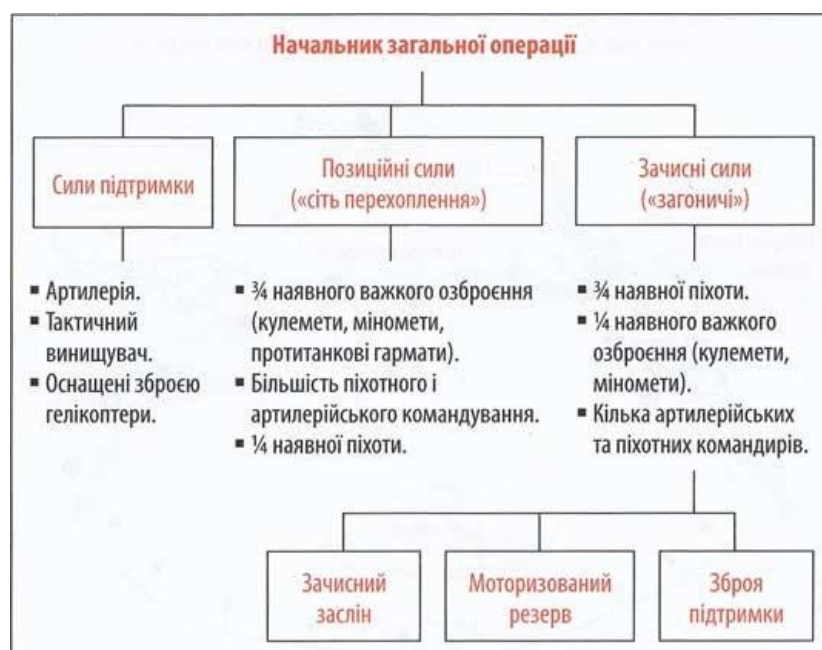 Начальник загальної операції
Сили підтримки
Позиційні сили
(«сіть перехоплення»)
Зачисні сили
(«загоничі»)
▪ Артилерія.
▪ Тактичний
винищувач.
▪ Оснащені зброєю
гелікоптери.
▪ ¾ наявного важкого озброєння
(кулемети, міномети,
протитанкові гармати).
▪ Більшість піхотного і
артилерійського командування.
▪ ¼ наявної піхоти.
▪ ¾ наявної піхоти.
▪ ¼ наявного важкого
озброєння (кулемети,
міномети).
▪ Кілька артилерійських
та піхотних командирів.
Зачисний
заслін
Моторизований
резерв
Зброя
підтримки